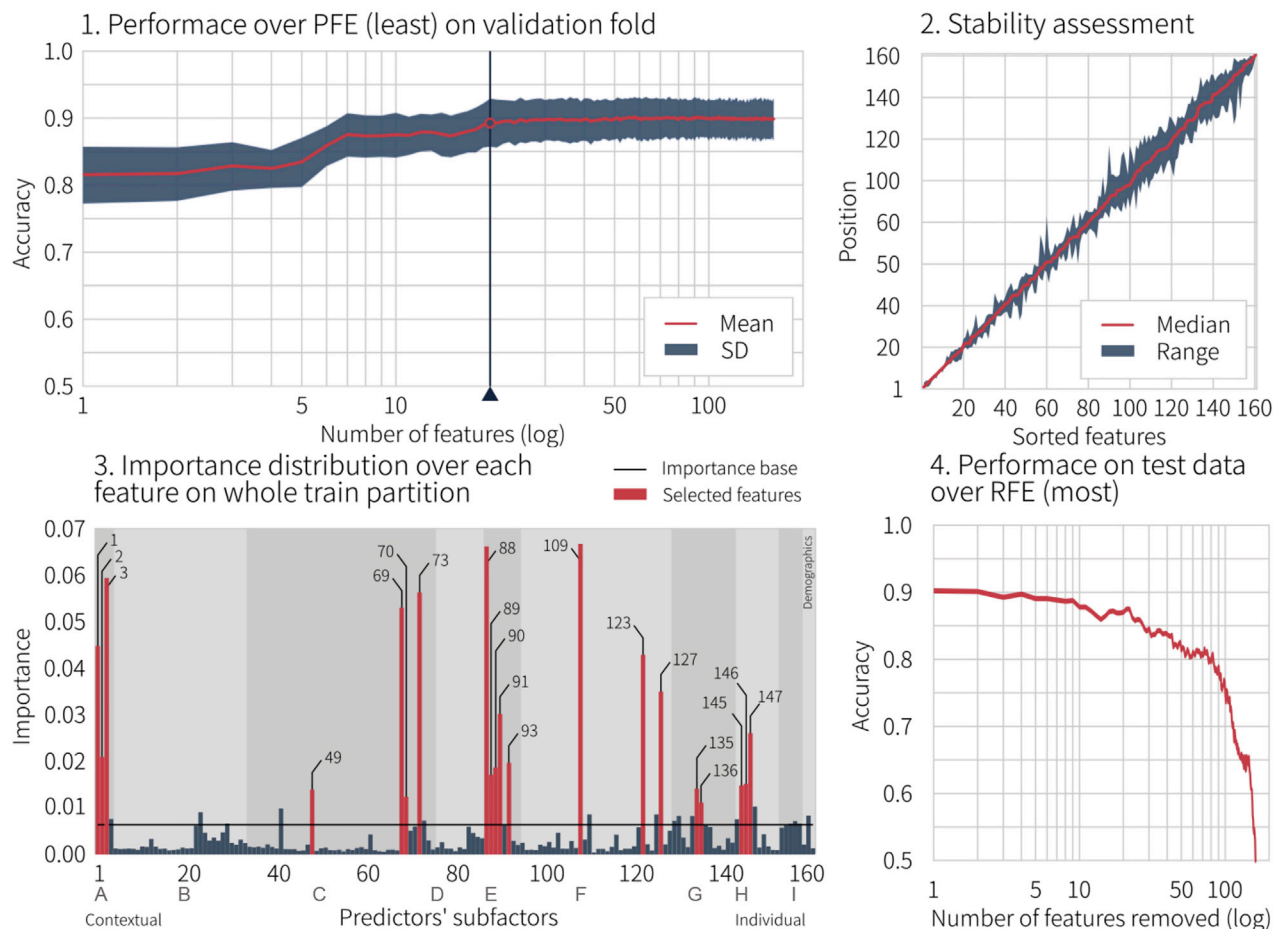 1. Performace over PFE (least) on validation fold
1.0
0.9
0.8
0.7
0.6
0.5
Accuracy
Mean
SD
1
5
10
50
100
Number of features (log)
2. Stability assessment
160
140
120
100
60
50
40
20
1
Position
Median
Range
20 40 60 80 100 120 140 160
Sorted features
3. Importance distribution over each
feature on whole train partition
Importance base
Selected features
0.07
0.06
0.05
0.04
0.03
0.02
0.01
0.00
Importance
1
2
3
49
70
69
73
88
89
90
91
93
109
123
127
135
136
145
146
147
Demographics
1 20 40 60 80 100 120 140 160
A B C D E F G H I
Contextual
Predictors' subfactors
Individual
4. Performace on test data
over RFE (most)
1.0
0.9
0.8
0.7
0.6
0.5
Accuracy
1
5
10
50
100
Number of features removed (log)